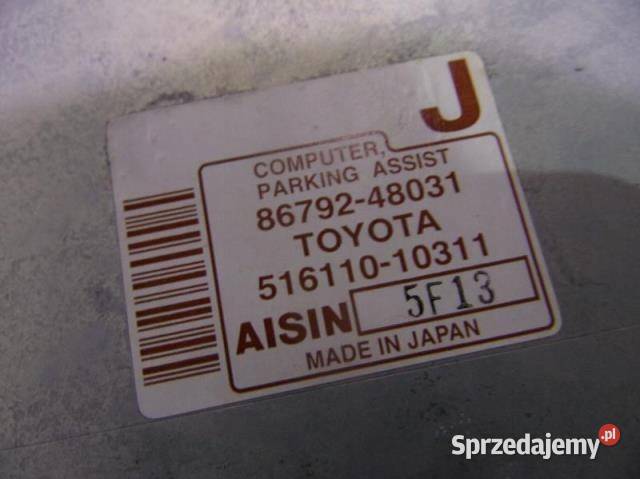 J
COMPUTER,
PARKING ASSIST
86792-48031
TOYOTA
516110-10311
AISIN 5F13
MADE IN JAPAN
Sprzedajemy.pl